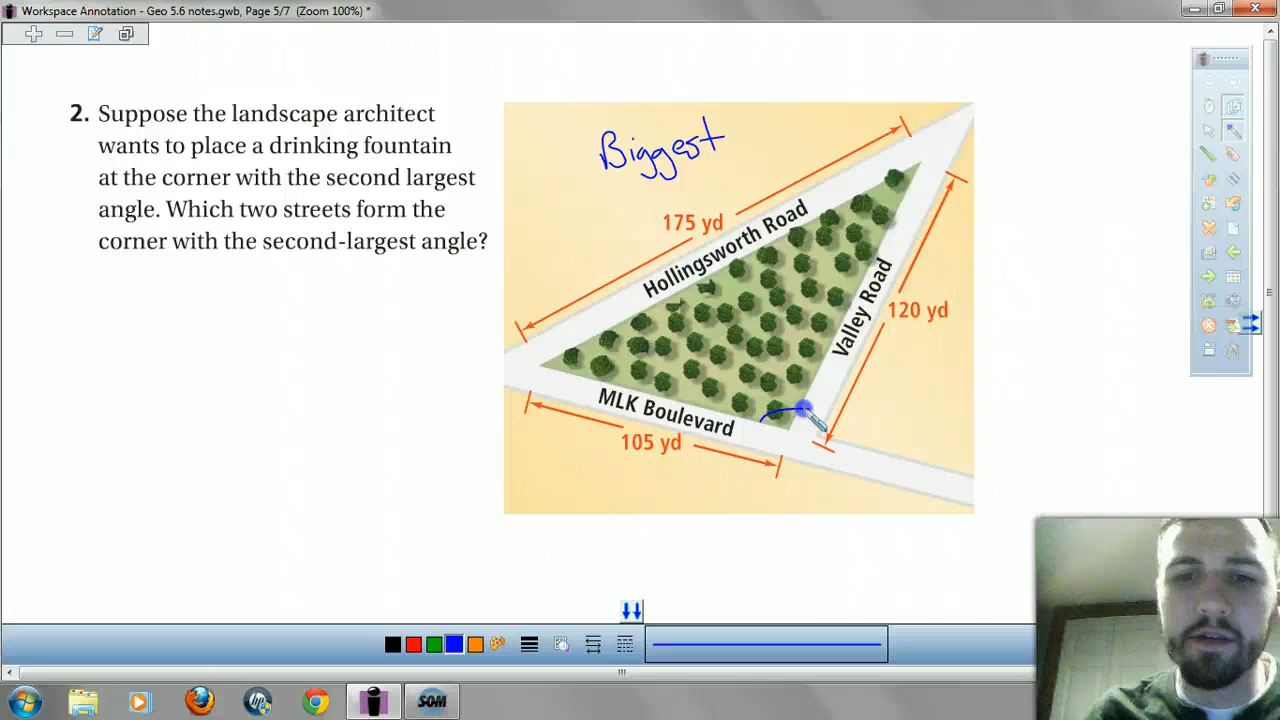 Workspace Annotation - Geo 5.6 notes.gwb, Page 5/7 (Zoom 100%) *
2. Suppose the landscape architect
wants to place a drinking fountain
at the corner with the second largest
angle. Which two streets form the
corner with the second-largest angle?
Biggest
175 yd
Hollingsworth Road
Valley Road
120 yd
MLK Boulevard
105 yd
hp
SOM